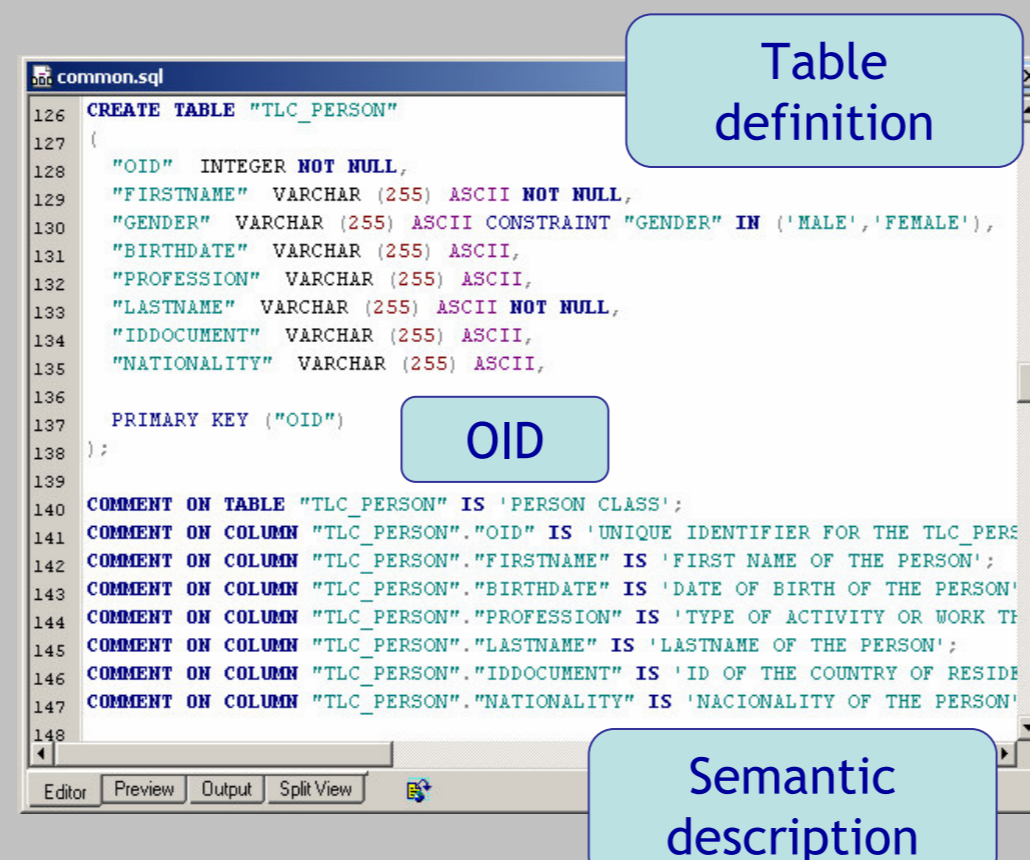 Table
definition
common.sql
126 CREATE TABLE "TLC_PERSON"
127 (
128 "OID" INTEGER NOT NULL,
129 "FIRSTNAME" VARCHAR (255) ASCII NOT NULL,
130 "GENDER" VARCHAR (255) ASCII CONSTRAINT "GENDER" IN ('MALE','FEMALE'),
131 "BIRTHDATE" VARCHAR (255) ASCII,
132 "PROFESSION" VARCHAR (255) ASCII,
133 "LASTNAME" VARCHAR (255) ASCII NOT NULL,
134 "IDDOCUMENT" VARCHAR (255) ASCII,
135 "NATIONALITY" VARCHAR (255) ASCII,
136
137 PRIMARY KEY ("OID")
OID
138 );
139
140 COMMENT ON TABLE "TLC_PERSON" IS 'PERSON CLASS';
141 COMMENT ON COLUMN "TLC_PERSON"."OID" IS 'UNIQUE IDENTIFIER FOR THE TLC_PERS
142 COMMENT ON COLUMN "TLC_PERSON"."FIRSTNAME" IS 'FIRST NAME OF THE PERSON';
143 COMMENT ON COLUMN "TLC_PERSON"."BIRTHDATE" IS 'DATE OF BIRTH OF THE PERSON'
144 COMMENT ON COLUMN "TLC_PERSON"."PROFESSION" IS 'TYPE OF ACTIVITY OR WORK TH
145 COMMENT ON COLUMN "TLC_PERSON"."LASTNAME" IS 'LASTNAME OF THE PERSON';
146 COMMENT ON COLUMN "TLC_PERSON"."IDDOCUMENT" IS 'ID OF THE COUNTRY OF RESIDE
147 COMMENT ON COLUMN "TLC_PERSON"."NATIONALITY" IS 'NACIONALITY OF THE PERSON'
148
Editor Preview Output Split View
Semantic
description